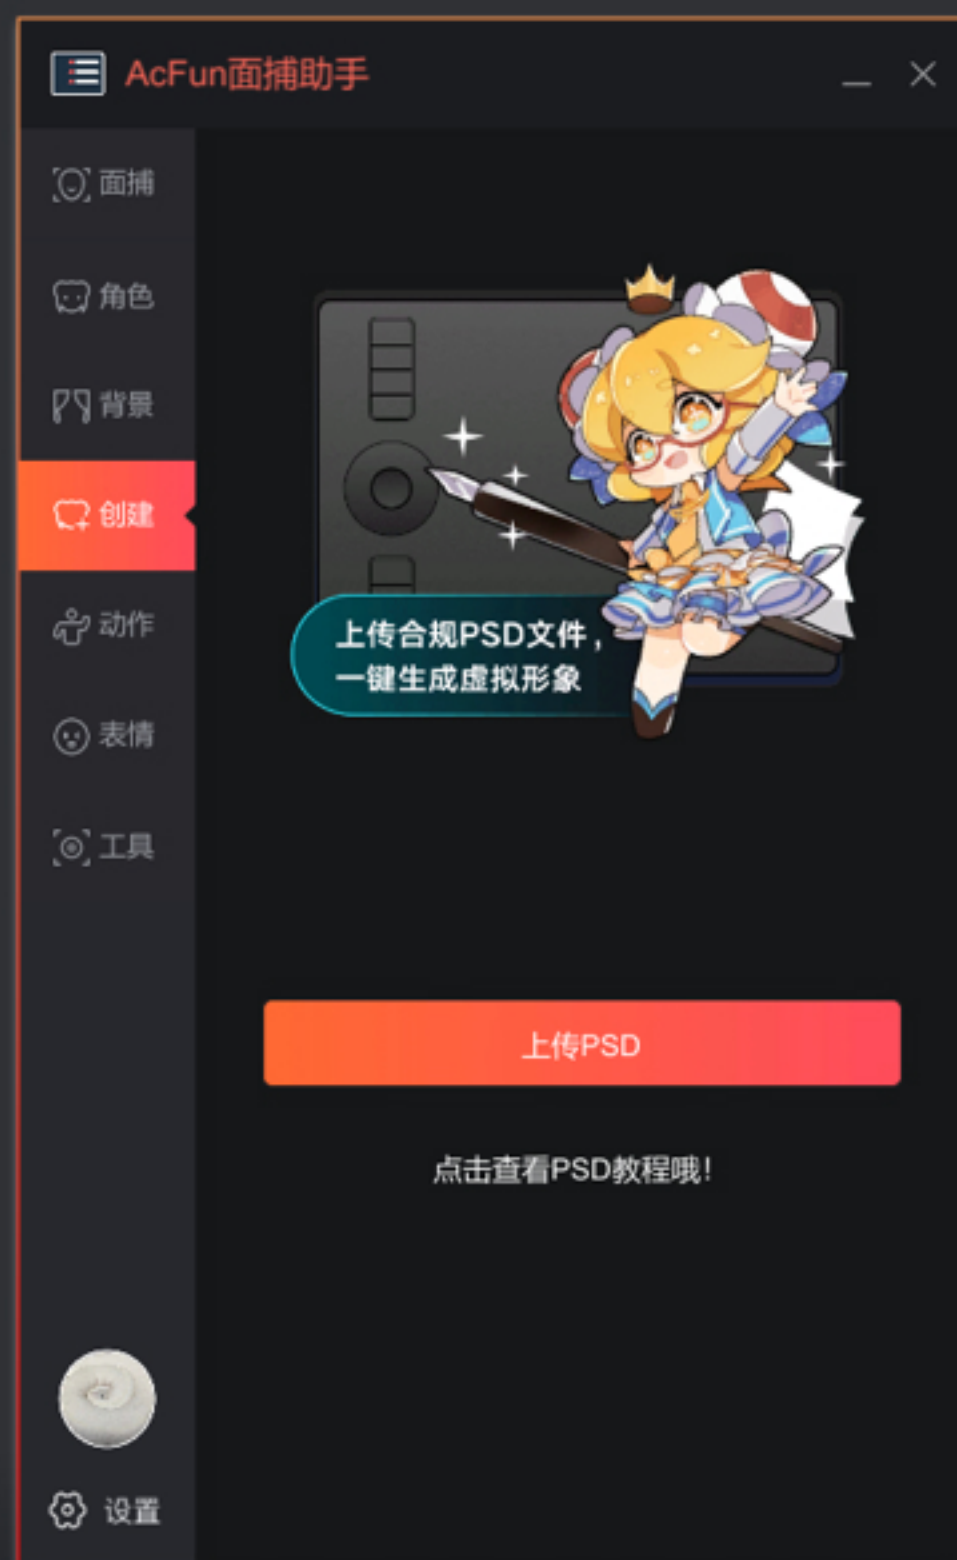 AcFun面捕助手
面捕
角色
背景
创建
动作
表情
工具
上传合规PSD文件，
一键生成虚拟形象
上传PSD
点击查看PSD教程哦！
设置